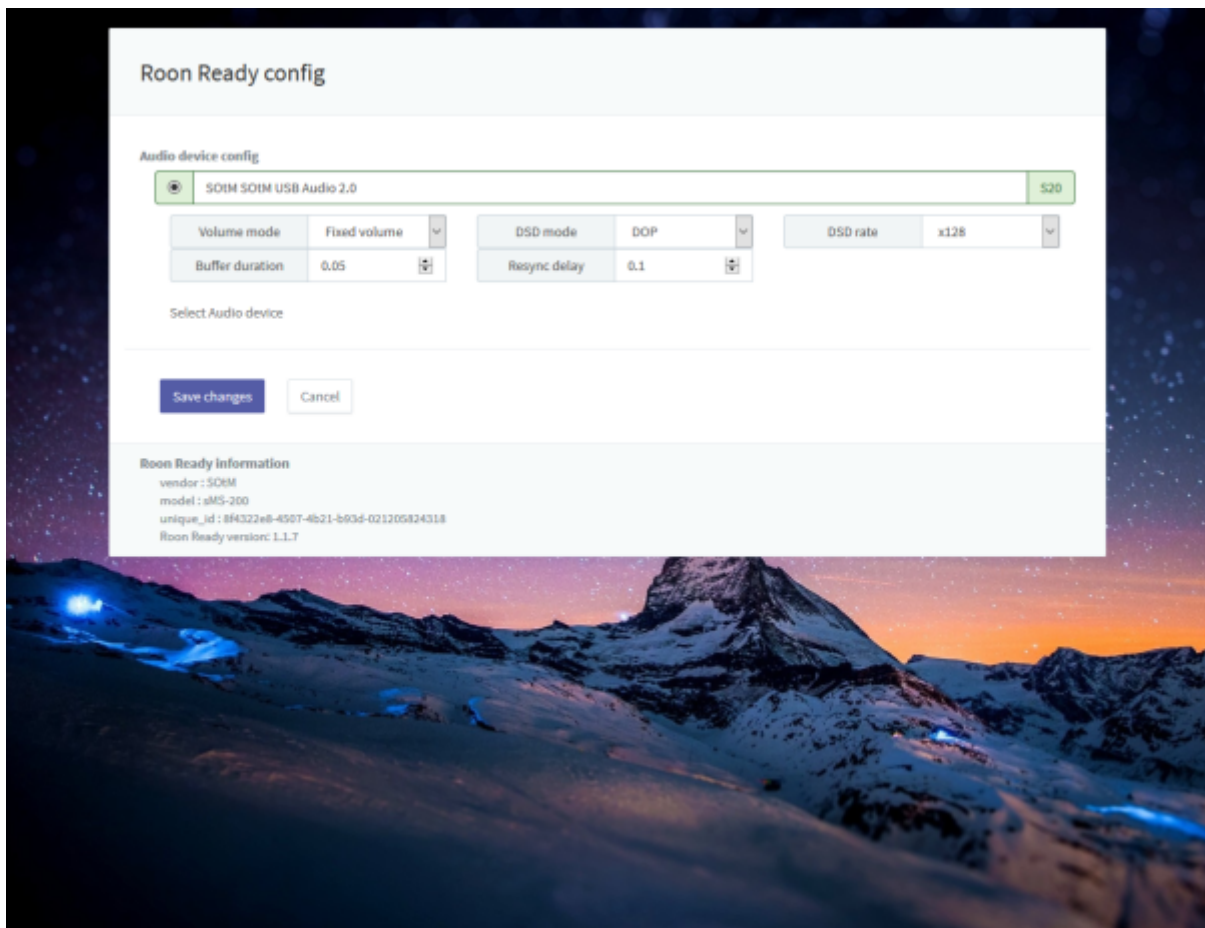 Roon Ready config
Audio device config
SOtM SOtM USB Audio 2.0 S20
Volume mode Fixed volume DSD mode DOP DSD rate x128
Buffer duration 0.05 Resync delay 0.1
Select Audio device
Save changes Cancel
Roon Ready information
vendor : SOtM
model : sMS-200
unique_id : 8f4322e8-4507-4b21-b93d-021205824318
Roon Ready version: 1.1.7